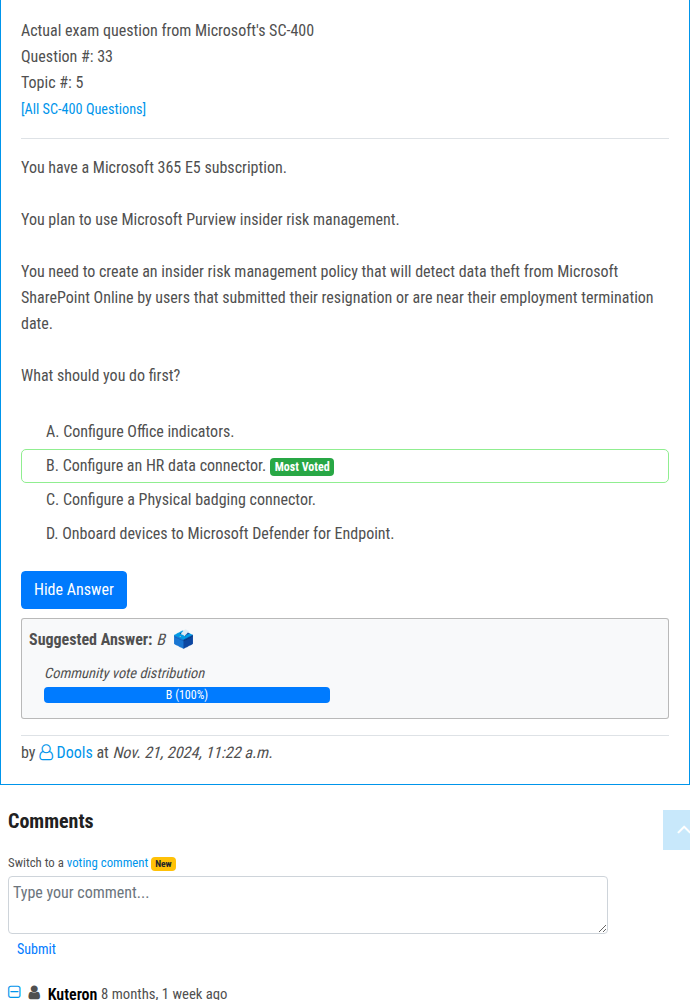 Actual exam question from Microsoft's SC-400
Question #: 33
Topic #: 5
[All SC-400 Questions]
You have a Microsoft 365 E5 subscription.
You plan to use Microsoft Purview insider risk management.
You need to create an insider risk management policy that will detect data theft from Microsoft
SharePoint Online by users that submitted their resignation or are near their employment termination
date.
What should you do first?
A. Configure Office indicators.
B. Configure an HR data connector. Most Voted
C. Configure a Physical badging connector.
D. Onboard devices to Microsoft Defender for Endpoint.
Hide Answer
Suggested Answer: B
Community vote distribution
B (100%)
by Dools at Nov. 21, 2024, 11:22 a.m.
Comments
Switch to a voting comment New
Type your comment...
Submit
Kuteron 8 months, 1 week ago